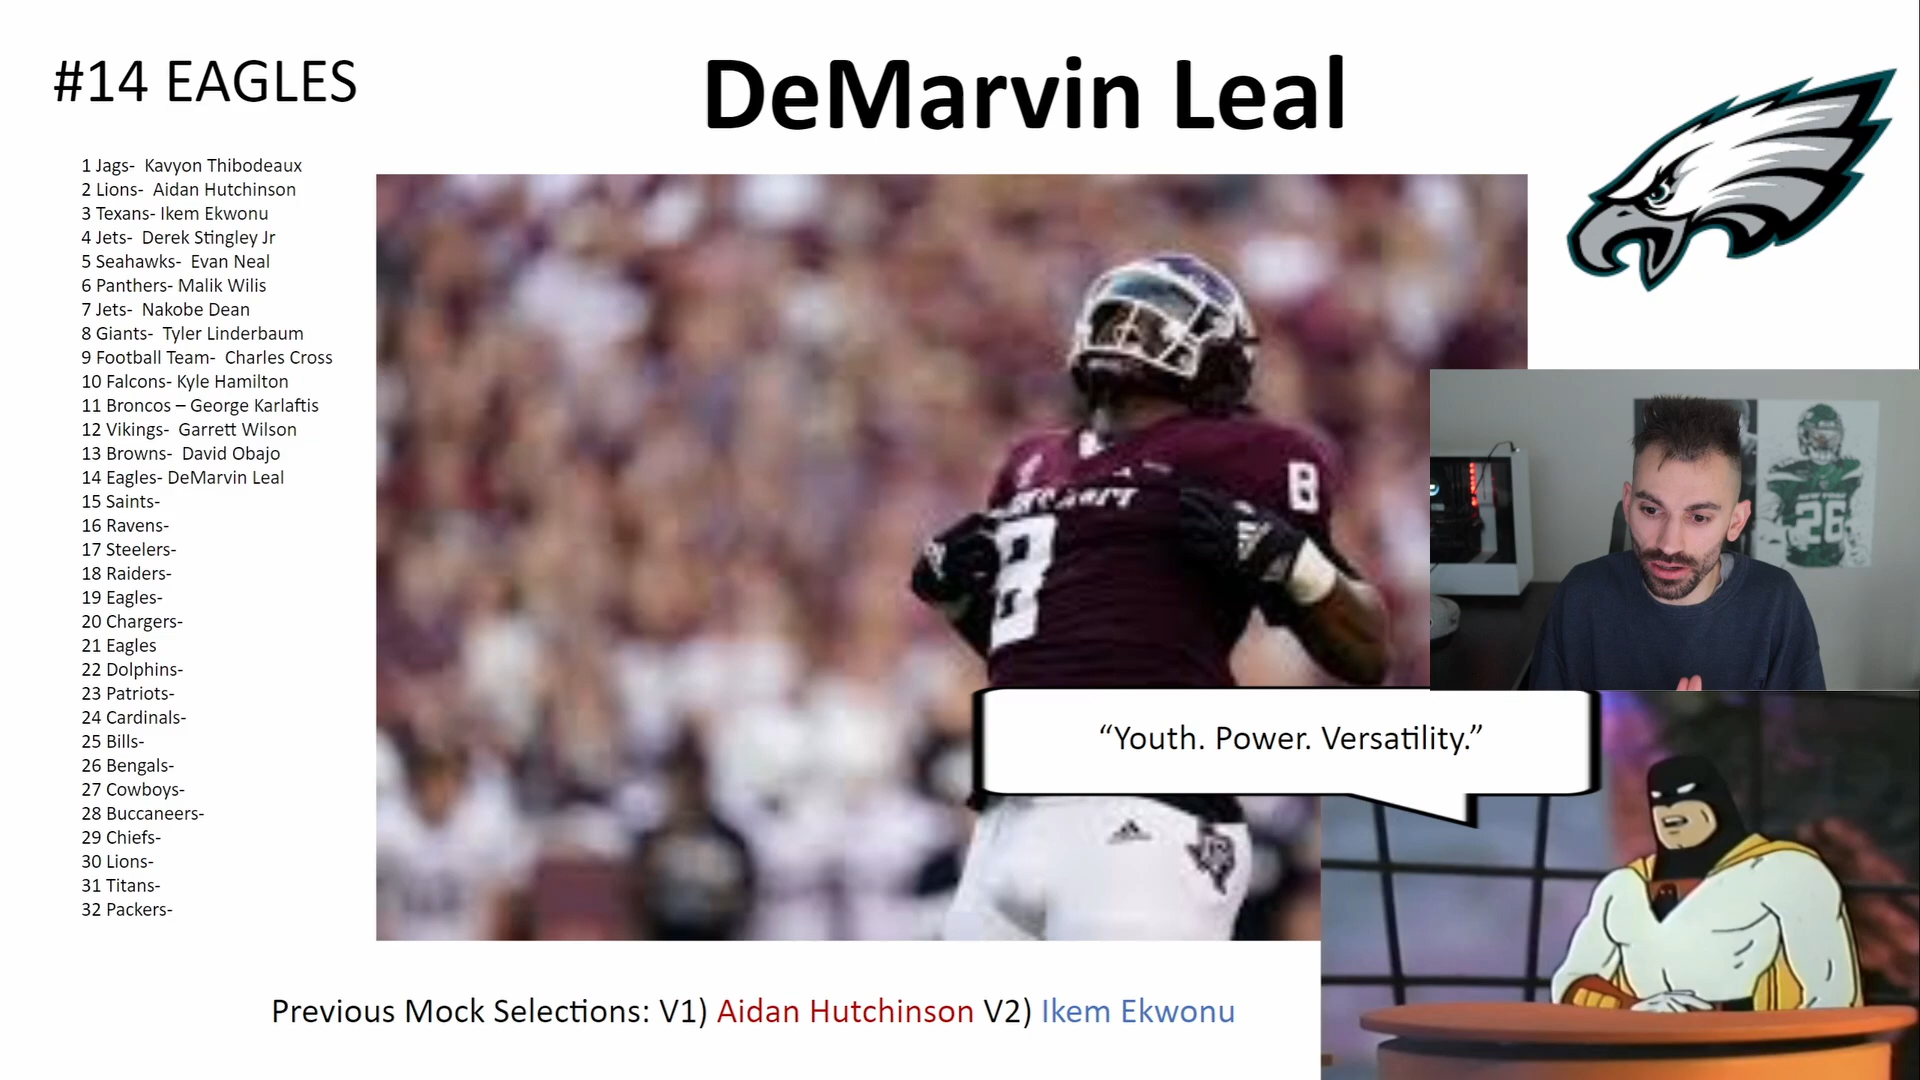 #14 EAGLES
DeMarvin Leal
1 Jags- Kavyon Thibodeaux
2 Lions- Aidan Hutchinson
3 Texans- Ikem Ekwonu
4 Jets- Derek Stingley Jr
5 Seahawks- Evan Neal
6 Panthers- Malik Wilis
7 Jets- Nakobe Dean
8 Giants- Tyler Linderbaum
9 Football Team- Charles Cross
10 Falcons- Kyle Hamilton
11 Broncos – George Karlaftis
12 Vikings- Garrett Wilson
13 Browns- David Obajo
14 Eagles- DeMarvin Leal
15 Saints-
16 Ravens-
17 Steelers-
18 Raiders-
19 Eagles-
20 Chargers-
21 Eagles
22 Dolphins-
23 Patriots-
24 Cardinals-
25 Bills-
26 Bengals-
27 Cowboys-
28 Buccaneers-
29 Chiefs-
30 Lions-
31 Titans-
32 Packers-
8
8
NEW YORK
26
“Youth. Power. Versatility.”
Previous Mock Selections: V1) Aidan Hutchinson V2) Ikem Ekwonu